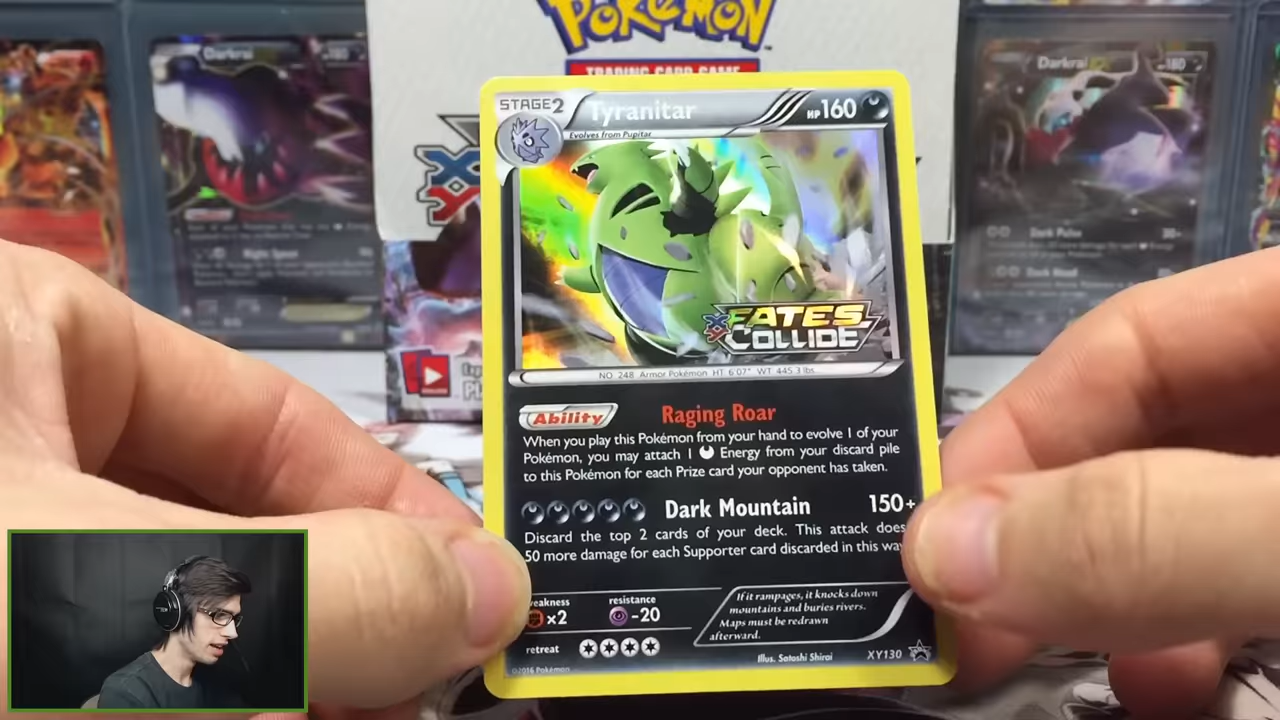 POKéMON
TRADING CARD GAME
Darkrai
Darkrai
180
Night Spear
Dark Pulse
Dark Head
STAGE2
Tyranitar
HP160
Evolves from Pupitar
XY
FATES
COLLIDE
NO. 248 Armor Pokémon HT: 6'07" WT: 445.3 lbs.
Ability
Raging Roar
When you play this Pokémon from your hand to evolve 1 of your
Pokémon, you may attach 1 Energy from your discard pile
to this Pokémon for each Prize card your opponent has taken.
Dark Mountain 150+
Discard the top 2 cards of your deck. This attack does
50 more damage for each Supporter card discarded in this way
weakness
×2
resistance
-20
retreat
If it rampages, it knocks down
mountains and buries rivers.
Maps must be redrawn
afterward.
©2016 Pokémon
Illus. Satoshi Shirai
XY130